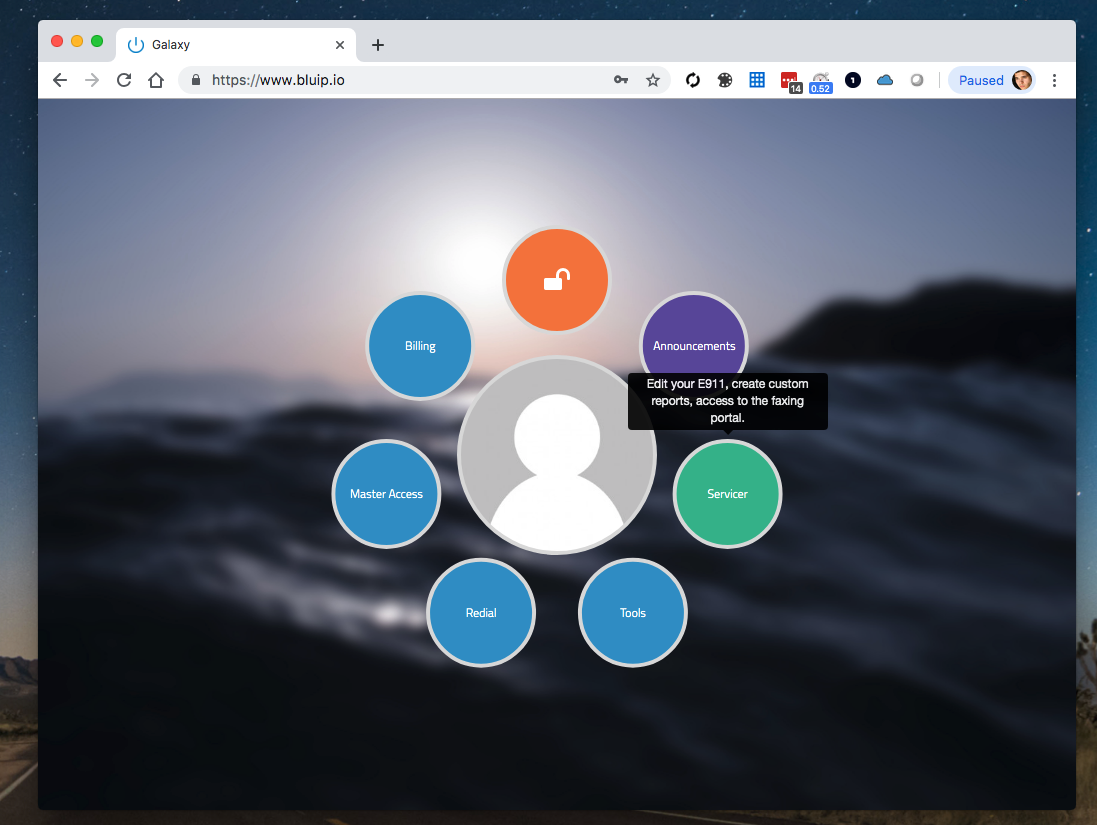 Galaxy
https://www.bluip.io
14
0.52
1
Paused
Billing
Announcements
Edit your E911, create custom
reports, access to the faxing
portal.
Master Access
Servicer
Redial
Tools